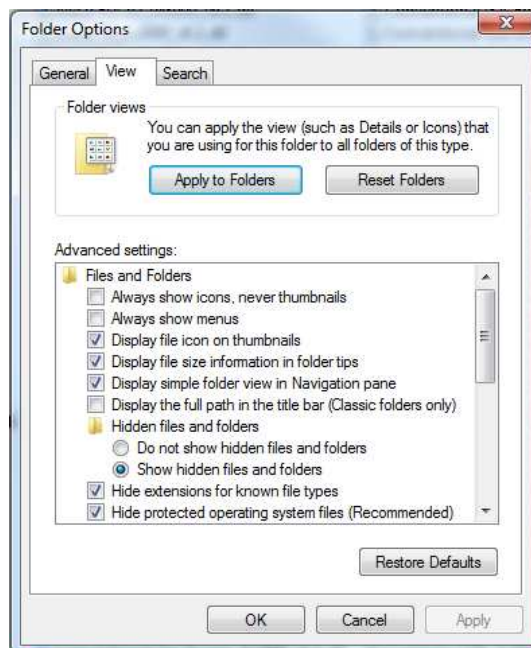 Folder Options
General
View
Search
Folder views
You can apply the view (such as Details or Icons) that
you are using for this folder to all folders of this type.
Apply to Folders
Reset Folders
Advanced settings:
Files and Folders
Always show icons, never thumbnails
Always show menus
Display file icon on thumbnails
Display file size information in folder tips
Display simple folder view in Navigation pane
Display the full path in the title bar (Classic folders only)
Hidden files and folders
Do not show hidden files and folders
Show hidden files and folders
Hide extensions for known file types
Hide protected operating system files (Recommended)
Restore Defaults
OK
Cancel
Apply